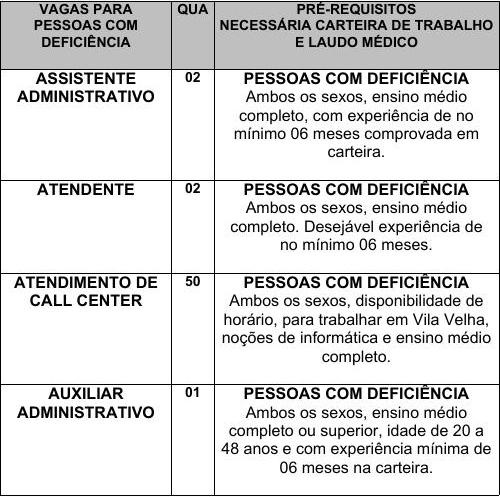 VAGAS PARA
PESSOAS COM
DEFICIÊNCIA
QUA
PRÉ-REQUISITOS
NECESSÁRIA CARTEIRA DE TRABALHO
E LAUDO MÉDICO
ASSISTENTE
ADMINISTRATIVO
02
PESSOAS COM DEFICIÊNCIA
Ambos os sexos, ensino médio
completo, com experiência de no
mínimo 06 meses comprovada em
carteira.
ATENDENTE
02
PESSOAS COM DEFICIÊNCIA
Ambos os sexos, ensino médio
completo. Desejável experiência de
no mínimo 06 meses.
ATENDIMENTO DE
CALL CENTER
50
PESSOAS COM DEFICIÊNCIA
Ambos os sexos, disponibilidade de
horário, para trabalhar em Vila Velha,
noções de informática e ensino médio
completo.
AUXILIAR
ADMINISTRATIVO
01
PESSOAS COM DEFICIÊNCIA
Ambos os sexos, ensino médio
completo ou superior, idade de 20 a
48 anos e com experiência mínima de
06 meses na carteira.